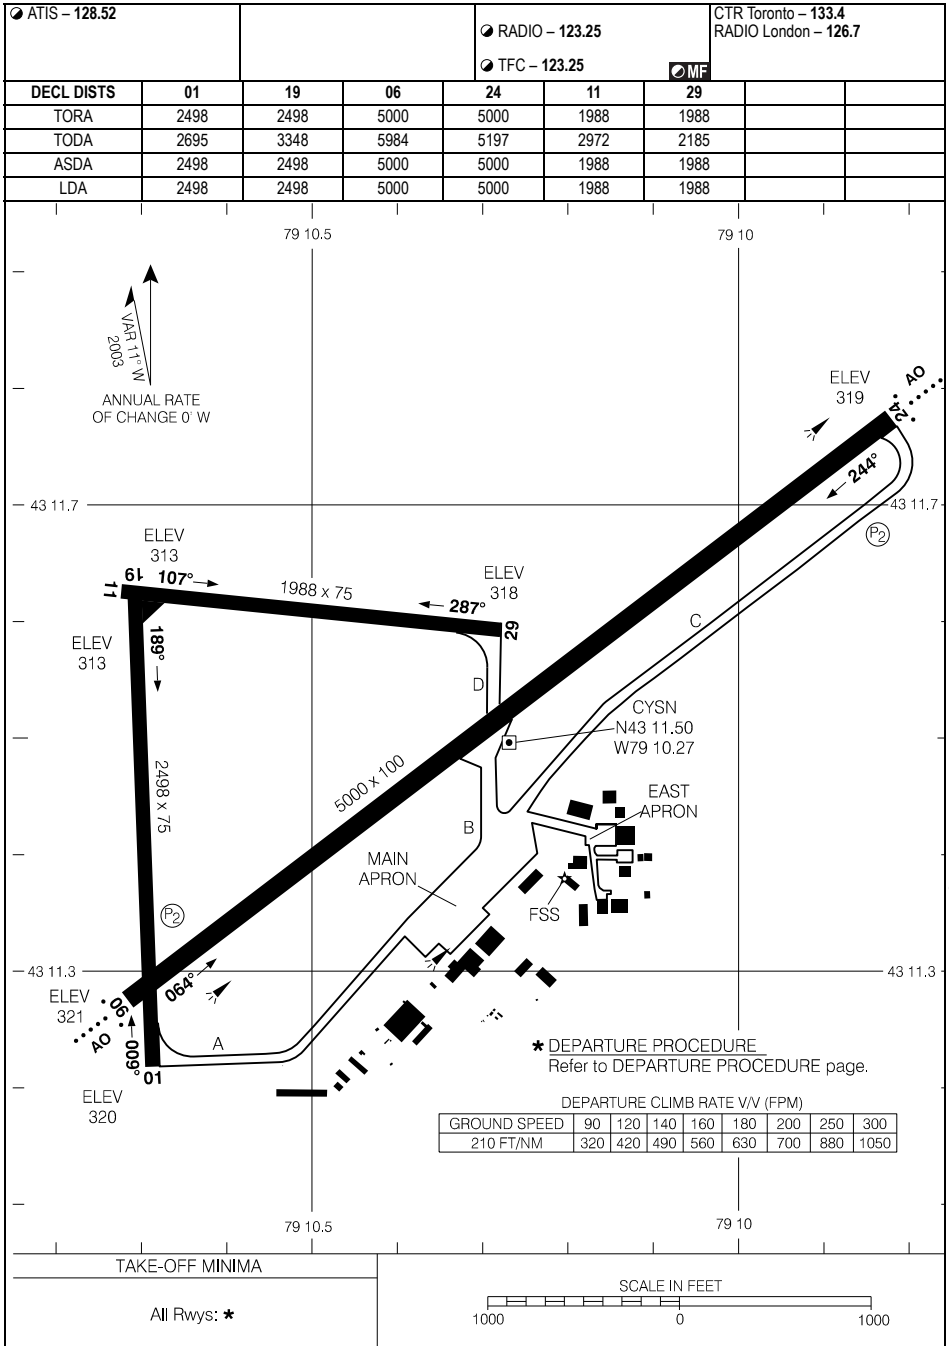 ATIS – 128.52
RADIO – 123.25
TFC – 123.25
MF
CTR Toronto – 133.4
RADIO London – 126.7
DECL DISTS 01 19 06 24 11 29
TORA 2498 2498 5000 5000 1988 1988
TODA 2695 3348 5984 5197 2972 2185
ASDA 2498 2498 5000 5000 1988 1988
LDA 2498 2498 5000 5000 1988 1988
79 10.5 79 10
VAR 11° W
2003
ANNUAL RATE
OF CHANGE 0' W
ELEV
319
AO
24
244°
43 11.7 43 11.7
P2
ELEV
313
11
19
107°
1988 x 75
287°
ELEV
318
29
ELEV
313
189°
C
D
CYSN
N43 11.50
W79 10.27
2498 x 75
5000 x 100
EAST
APRON
B
MAIN
APRON
FSS
P2
43 11.3 43 11.3
064°
ELEV
321
06
AO
009°
01
A
ELEV
320
* DEPARTURE PROCEDURE
Refer to DEPARTURE PROCEDURE page.
DEPARTURE CLIMB RATE V/V (FPM)
GROUND SPEED 90 120 140 160 180 200 250 300
210 FT/NM 320 420 490 560 630 700 880 1050
79 10.5 79 10
TAKE-OFF MINIMA
All Rwys: *
SCALE IN FEET
1000 0 1000